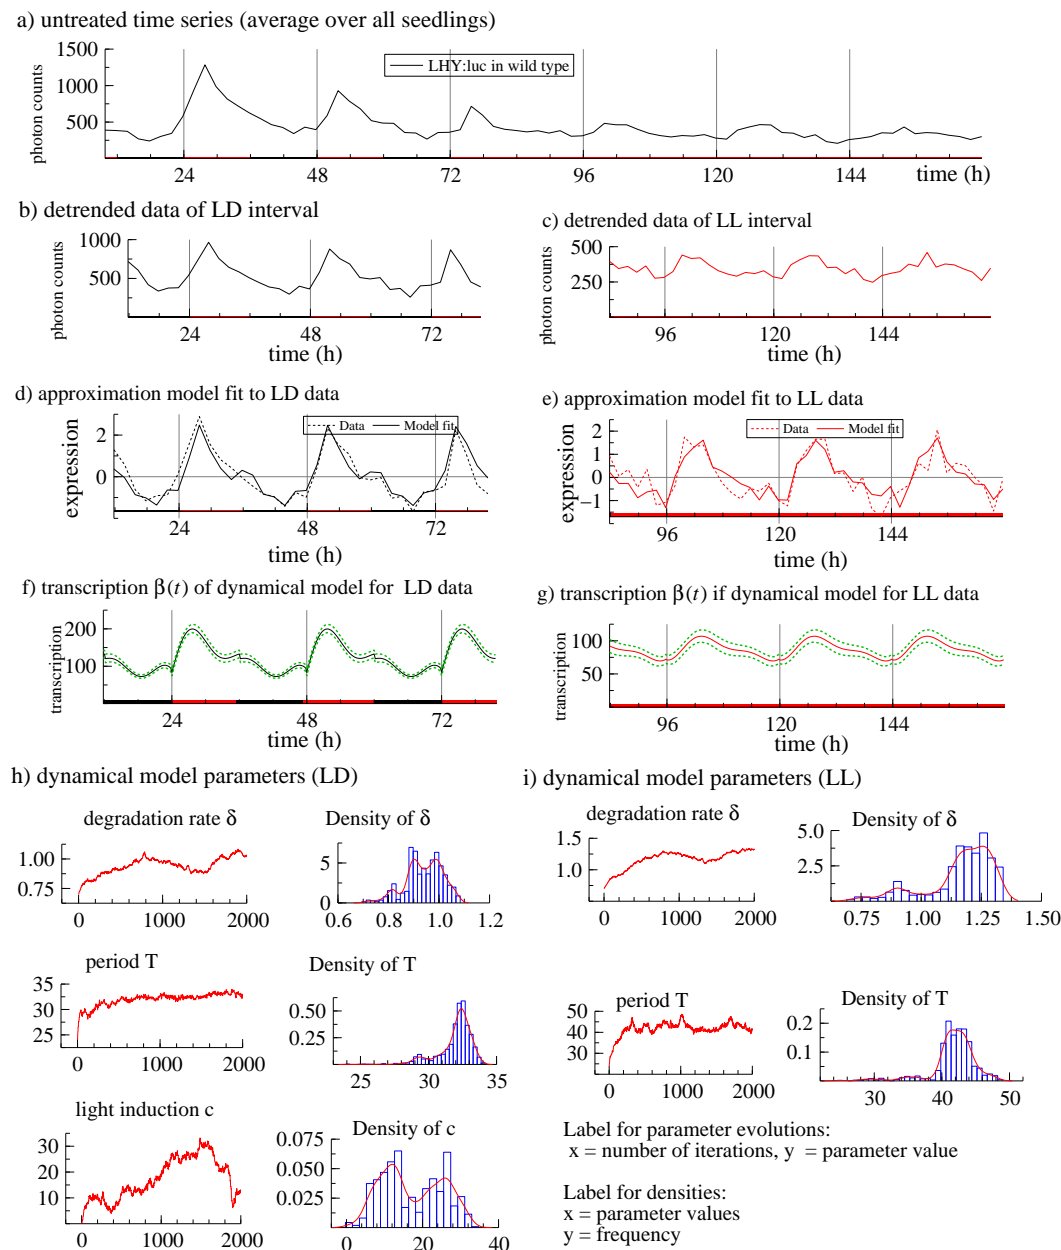 a) untreated time series (average over all seedlings)
1500
1000
500
photon counts
LHY:luc in wild type
24 48 72 96 120 144 time (h)
b) detrended data of LD interval
1000
500
photon counts
24 48 72
time (h)
c) detrended data of LL interval
500
250
photon counts
96 120 144
time (h)
d) approximation model fit to LD data
2
0
expression
Data Model fit
24 48 72
time (h)
e) approximation model fit to LL data
2
1
0
−1
expression
Data Model fit
96 120 144
time (h)
f) transcription β(t) of dynamical model for LD data
200
100
transcription
24 48 72
time (h)
g) transcription β(t) if dynamical model for LL data
100
50
transcription
96 120 144
time (h)
h) dynamical model parameters (LD)
degradation rate δ
1.00
0.75
0 1000 2000
Density of δ
5
0
0.6 0.8 1.0 1.2
period T
35
30
25
0 1000 2000
Density of T
0.50
0.25
25 30 35
light induction c
30
20
10
0 1000 2000
Density of c
0.075
0.050
0.025
0 20 40
i) dynamical model parameters (LL)
degradation rate δ
1.5
1.0
0 1000 2000
Density of δ
5.0
2.5
0.75 1.00 1.25 1.50
period T
50
40
30
0 1000 2000
Density of T
0.2
0.1
30 40 50
Label for parameter evolutions:
x = number of iterations, y = parameter value
Label for densities:
x = parameter values
y = frequency